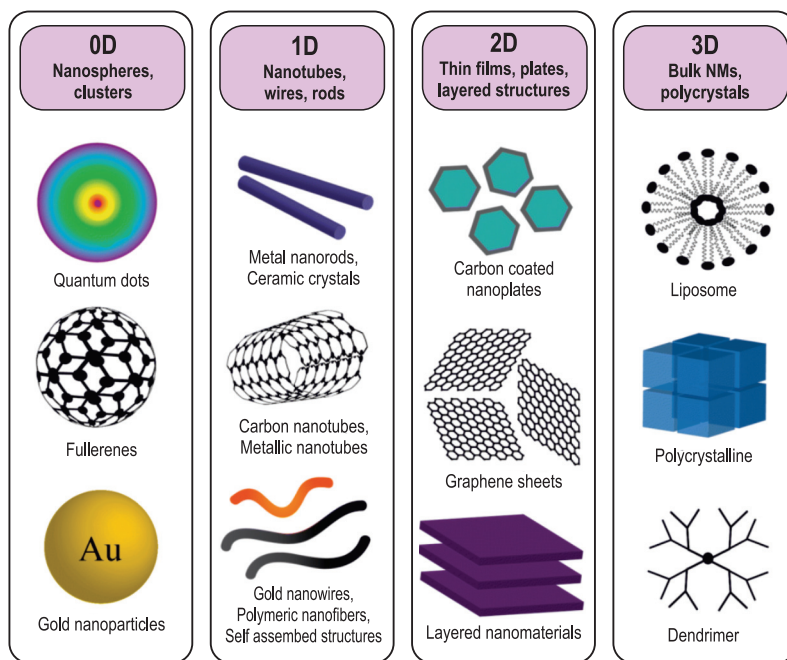 0D
Nanospheres,
clusters
Quantum dots
Fullerenes
Au
Gold nanoparticles
1D
Nanotubes,
wires, rods
Metal nanorods,
Ceramic crystals
Carbon nanotubes,
Metallic nanotubes
Gold nanowires,
Polymeric nanofibers,
Self assembed structures
2D
Thin films, plates,
layered structures
Carbon coated
nanoplates
Graphene sheets
Layered nanomaterials
3D
Bulk NMs,
polycrystals
Liposome
Polycrystalline
Dendrimer